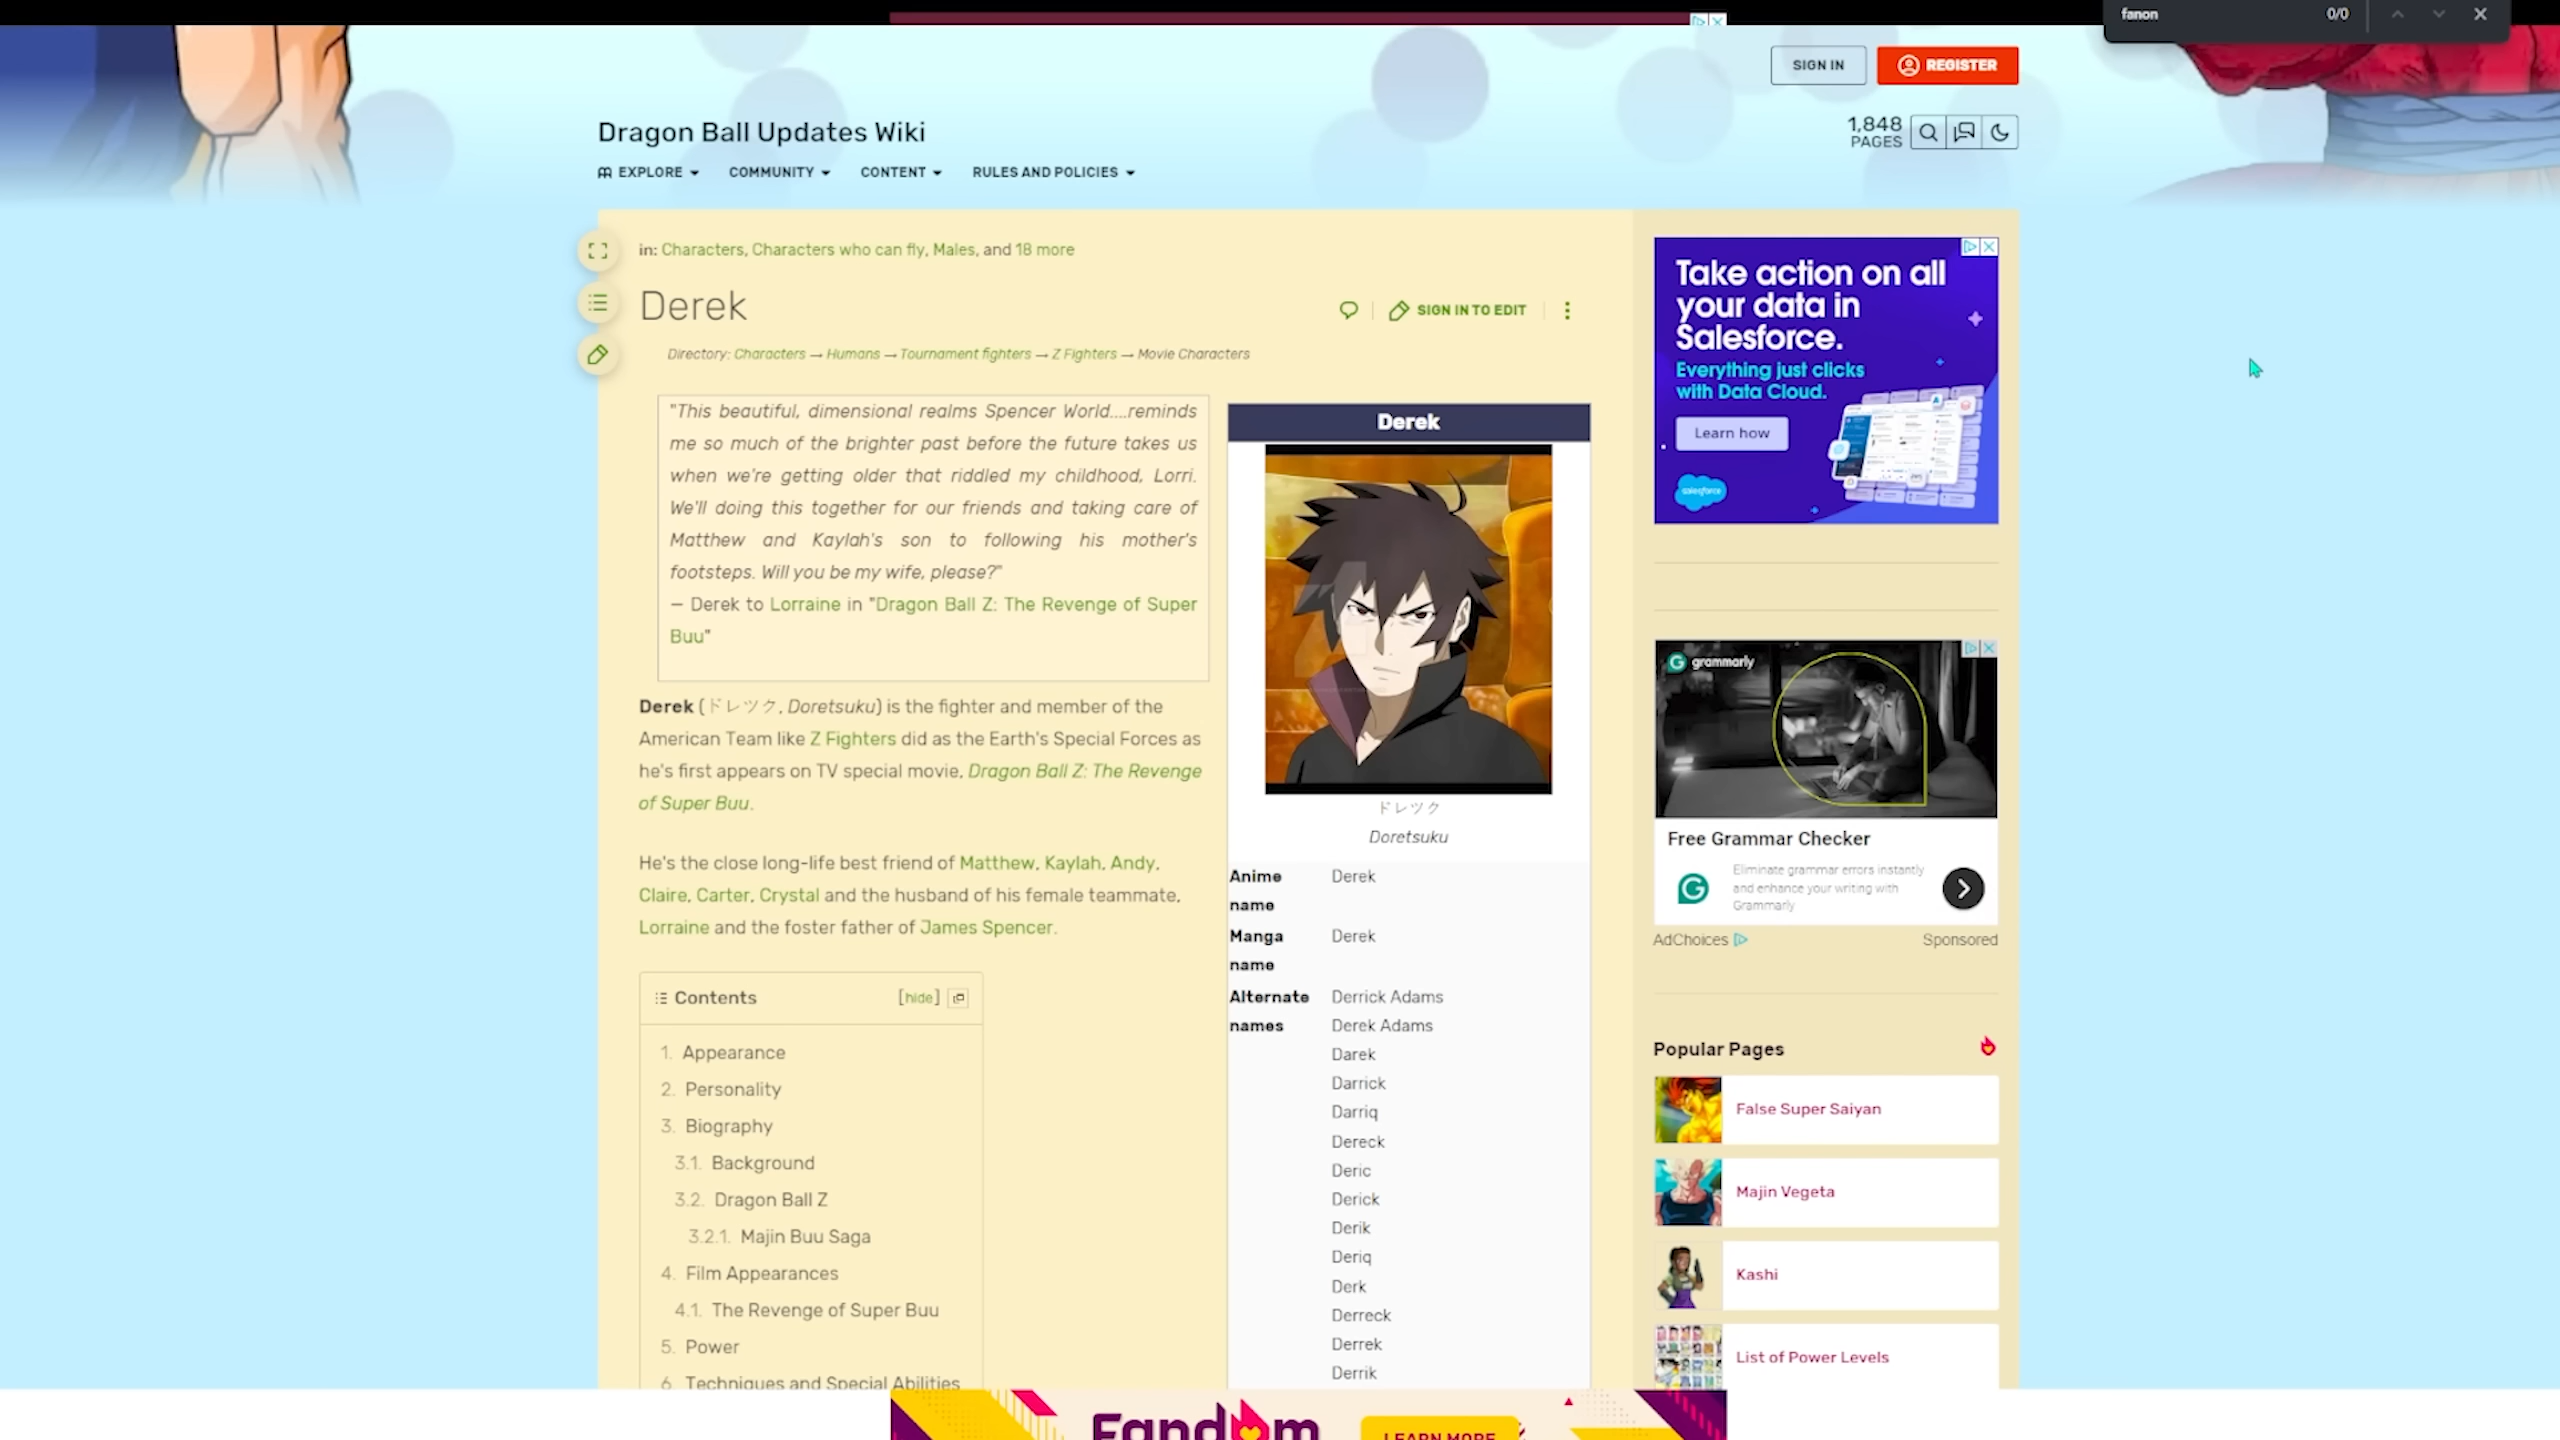 fanon 0/0
SIGN IN
REGISTER
Dragon Ball Updates Wiki
1,848
PAGES
EXPLORE
COMMUNITY
CONTENT
RULES AND POLICIES
in: Characters, Characters who can fly, Males, and 18 more
Derek
SIGN IN TO EDIT
Directory: Characters → Humans → Tournament fighters → Z Fighters → Movie Characters
"This beautiful, dimensional realms Spencer World....reminds
me so much of the brighter past before the future takes us
when we're getting older that riddled my childhood, Lorri.
We'll doing this together for our friends and taking care of
Matthew and Kaylah's son to following his mother's
footsteps. Will you be my wife, please?"
– Derek to Lorraine in "Dragon Ball Z: The Revenge of Super
Buu"
Derek (ドレツク, Doretsuku) is the fighter and member of the
American Team like Z Fighters did as the Earth's Special Forces as
he's first appears on TV special movie, Dragon Ball Z: The Revenge
of Super Buu.
He's the close long-life best friend of Matthew, Kaylah, Andy,
Claire, Carter, Crystal and the husband of his female teammate,
Lorraine and the foster father of James Spencer.
Contents [hide]
1. Appearance
2. Personality
3. Biography
3.1. Background
3.2. Dragon Ball Z
3.2.1. Majin Buu Saga
4. Film Appearances
4.1. The Revenge of Super Buu
5. Power
6. Techniques and Special Abilities
Derek
ドレツク
Doretsuku
Anime
name
Derek
Manga
name
Derek
Alternate
names
Derrick Adams
Derek Adams
Darek
Darrick
Darriq
Dereck
Deric
Derick
Derik
Deriq
Derk
Derreck
Derrek
Derrik
Take action on all
your data in
Salesforce.
Everything just clicks
with Data Cloud.
Learn how
salesforce
grammarly
Free Grammar Checker
Eliminate grammar errors instantly
and enhance your writing with
Grammarly
AdChoices
Sponsored
Popular Pages
False Super Saiyan
Majin Vegeta
Kashi
List of Power Levels
Fandom
LEARN MORE